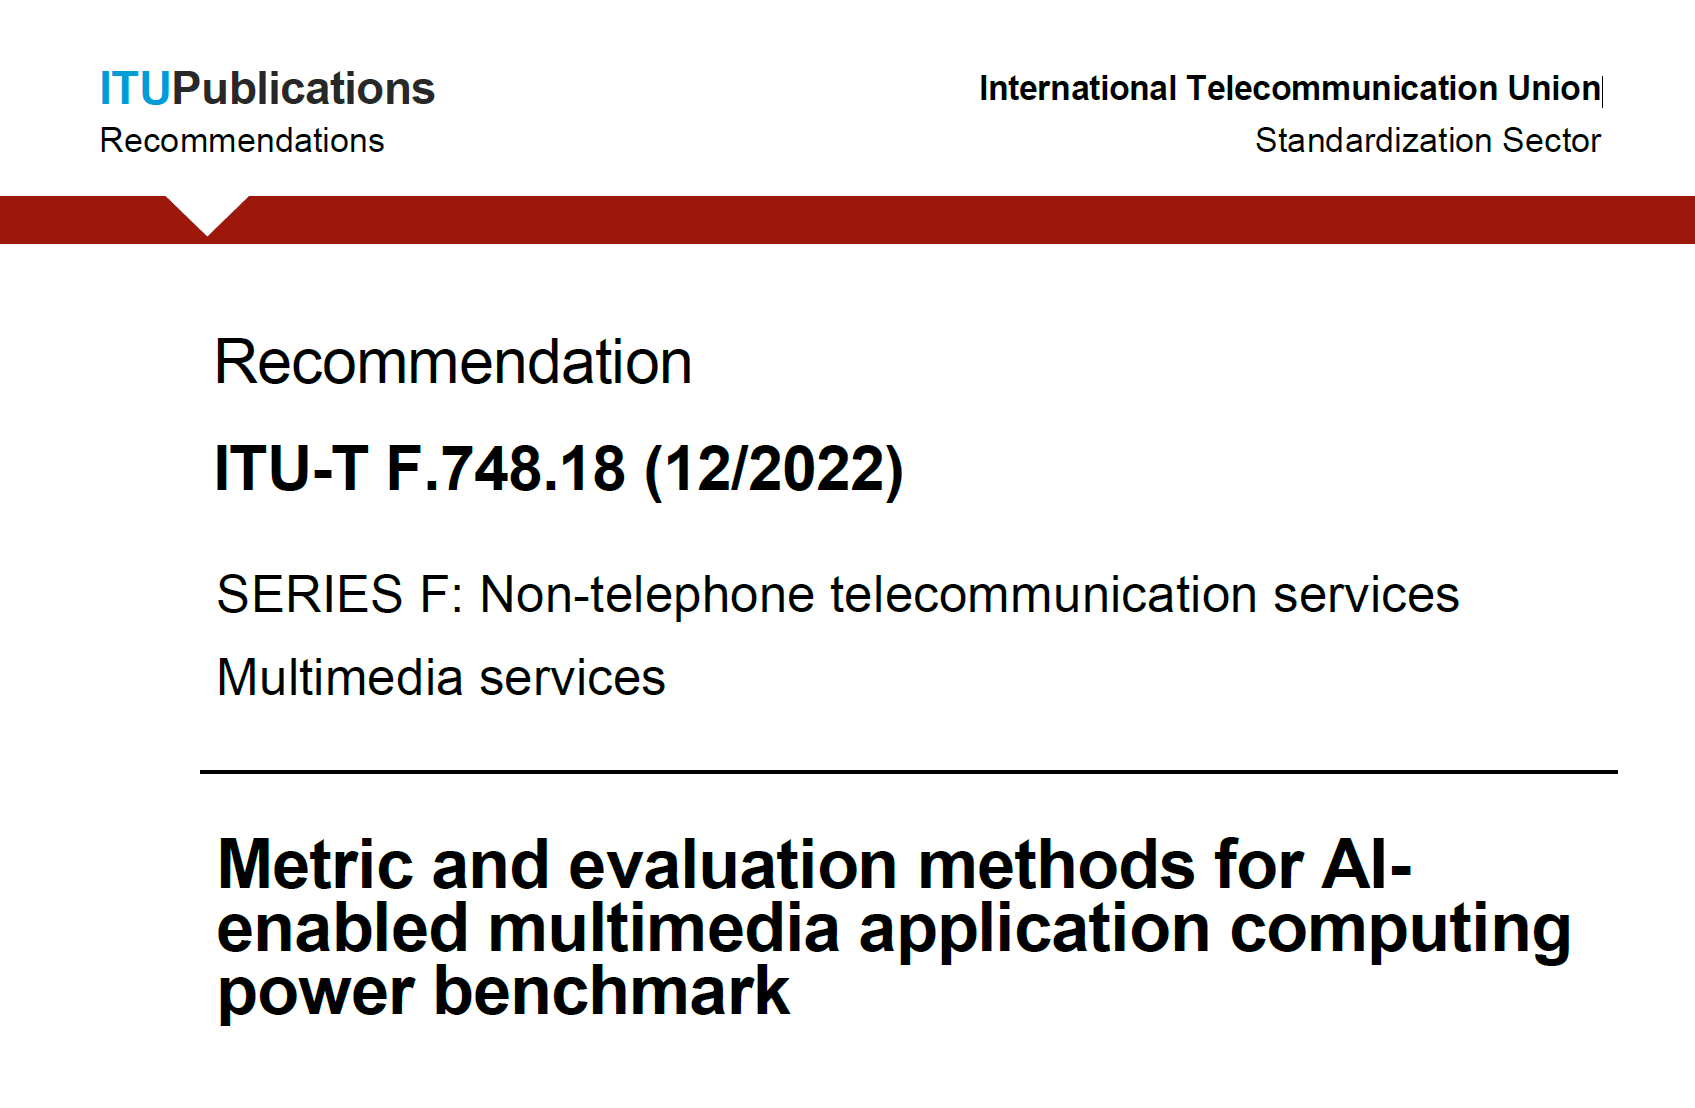 ITUPublications
International Telecommunication Union
Recommendations
Standardization Sector
Recommendation
ITU-T F.748.18 (12/2022)
SERIES F: Non-telephone telecommunication services
Multimedia services
Metric and evaluation methods for AI-
enabled multimedia application computing
power benchmark